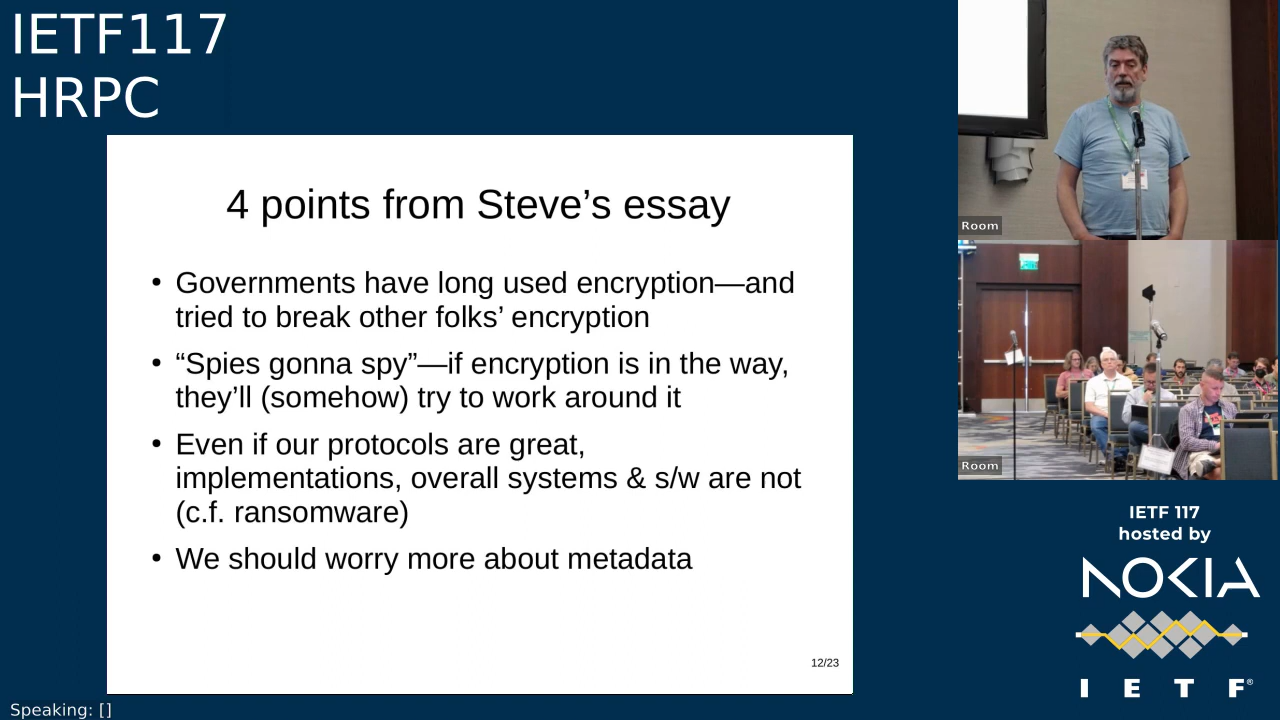 IETF117
HRPC
4 points from Steve’s essay
• Governments have long used encryption—and
tried to break other folks’ encryption
• “Spies gonna spy”—if encryption is in the way,
they’ll (somehow) try to work around it
• Even if our protocols are great,
implementations, overall systems & s/w are not
(c.f. ransomware)
• We should worry more about metadata
12/23
Room
Room
IETF 117
hosted by
NOKIA
I E T F®
Speaking: []